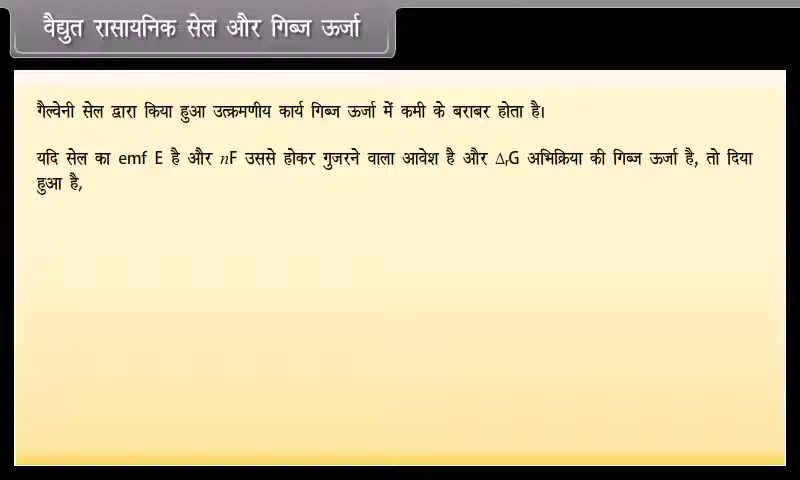 वैद्युत रासायनिक सेल और गिब्ज ऊर्जा
गैल्वेनी सेल द्वारा किया हुआ उत्क्रमणीय कार्य गिब्ज ऊर्जा में कमी के बराबर होता है।
यदि सेल का emf E है और nF उससे होकर गुजरने वाला आवेश है और ΔᵣG अभिक्रिया की गिब्ज ऊर्जा है, तो दिया
हुआ है,